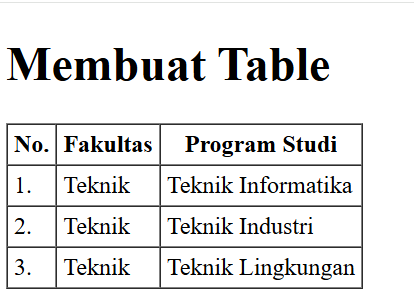 Membuat Table
No. Fakultas Program Studi
1. Teknik Teknik Informatika
2. Teknik Teknik Industri
3. Teknik Teknik Lingkungan